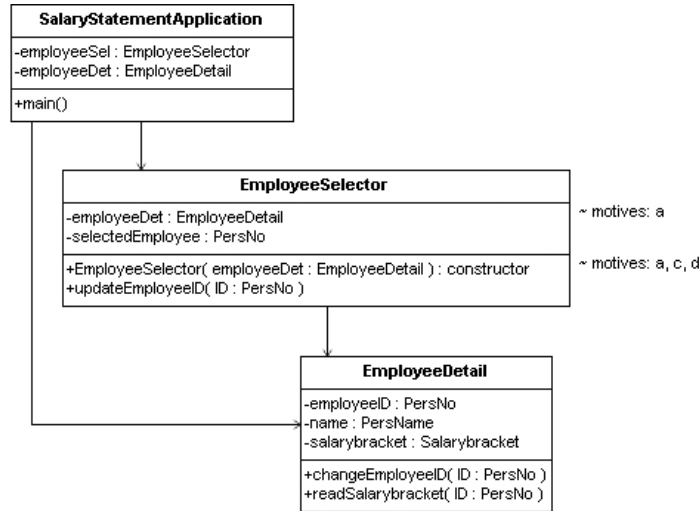 SalaryStatementApplication
-employeeSel : EmployeeSelector
-employeeDet : EmployeeDetail
+main()
EmployeeSelector
-employeeDet : EmployeeDetail
-selectedEmployee : PersNo
~ motives: a
+EmployeeSelector( employeeDet : EmployeeDetail ) : constructor
+updateEmployeeID( ID : PersNo )
~ motives: a, c, d
EmployeeDetail
-employeeID : PersNo
-name : PersName
-salarybracket : Salarybracket
+changeEmployeeID( ID : PersNo )
+readSalarybracket( ID : PersNo )